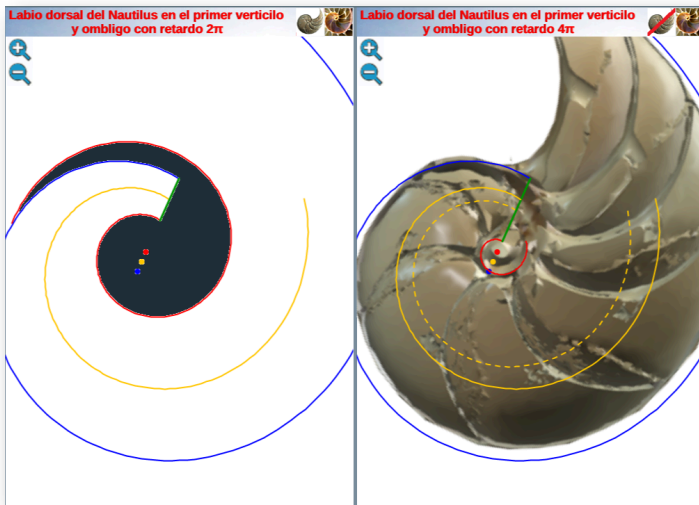 Labio dorsal del Nautilus en el primer verticilo
y ombligo con retardo 2π
Labio dorsal del Nautilus en el primer verticilo
y ombligo con retardo 4π